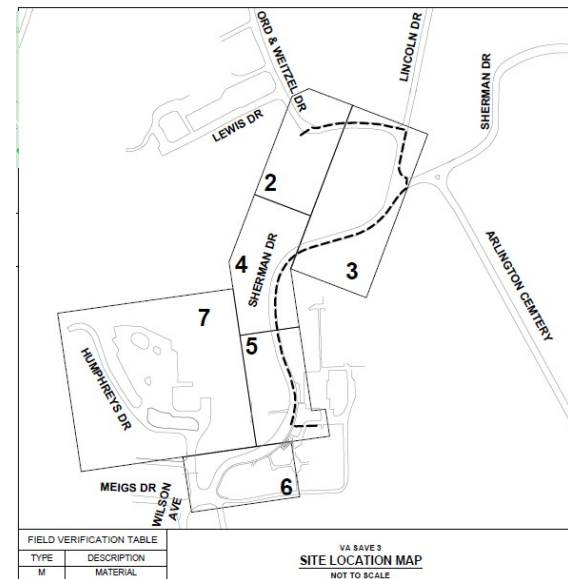 ORD & WEITZEL DR
LINCOLN DR
SHERMAN DR
LEWIS DR
2
3
4
SHERMAN DR
ARLINGTON CEMTERY
7
5
HUMPHREYS DR
MEIGS DR
WILSON
AVE
6
FIELD VERIFICATION TABLE
TYPE DESCRIPTION
M MATERIAL
VA SAVE 3
SITE LOCATION MAP
NOT TO SCALE